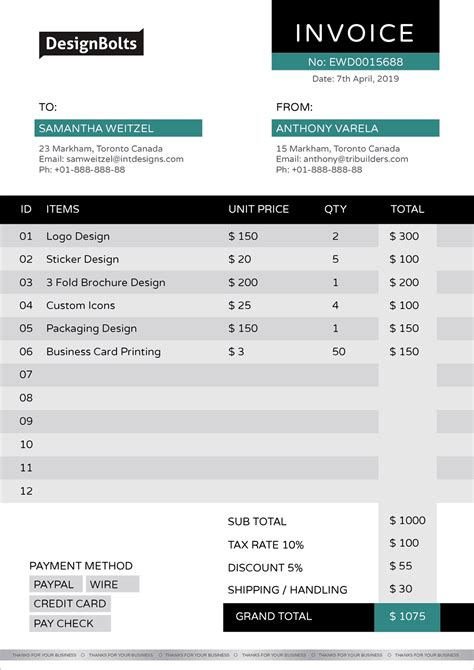 DesignBolts
INVOICE
No: EWD0015688
Date: 7th April, 2019
TO:
SAMANTHA WEITZEL
23 Markham, Toronto Canada
Email: samweitzel@intdesigns.com
Ph: +01-888-888-88
FROM:
ANTHONY VARELA
15 Markham, Toronto Canada
Email: anthony@tribuilders.com
Ph: +01-888-888-88
ID ITEMS UNIT PRICE QTY TOTAL
01 Logo Design $ 150 2 $ 300
02 Sticker Design $ 20 5 $ 100
03 3 Fold Brochure Design $ 200 1 $ 200
04 Custom Icons $ 25 4 $ 100
05 Packaging Design $ 150 1 $ 150
06 Business Card Printing $ 3 50 $ 150
07
08
09
10
11
12
SUB TOTAL $ 1000
TAX RATE 10% $ 100
DISCOUNT 5% $ 55
SHIPPING / HANDLING $ 30
GRAND TOTAL $ 1075
PAYMENT METHOD
PAYPAL WIRE
CREDIT CARD
PAY CHECK
THANKS FOR YOUR BUSINESS O THANKS FOR YOUR BUSINESS O THANKS FOR YOUR BUSINESS O THANKS FOR YOUR BUSINESS O THANKS FOR YOUR BUSINESS O THANKS FOR YOUR BUSINESS